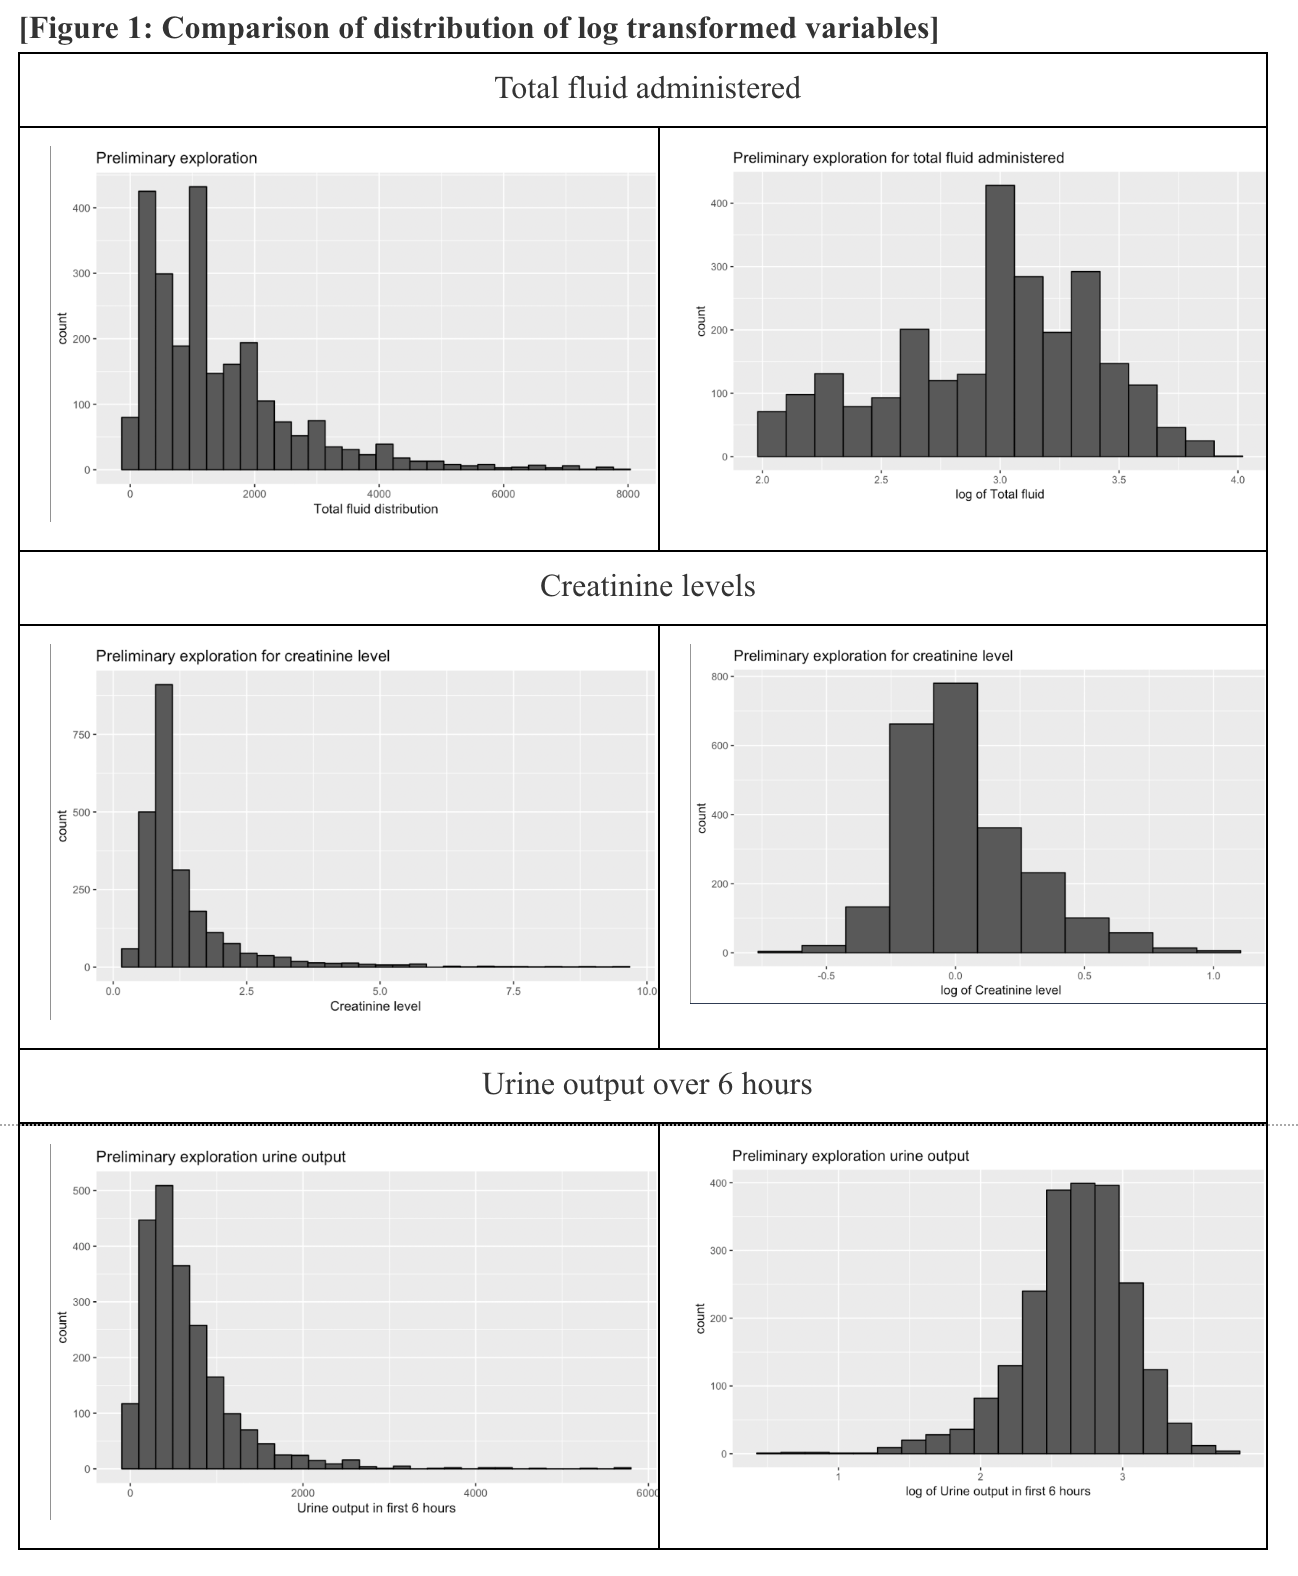 [Figure 1: Comparison of distribution of log transformed variables]
Total fluid administered
Preliminary exploration
400
300
200
100
0
count
0 2000 4000 6000 8000
Total fluid distribution
Preliminary exploration for total fluid administered
400
300
200
100
0
count
2.0 2.5 3.0 3.5 4.0
log of Total fluid
Creatinine levels
Preliminary exploration for creatinine level
750
500
250
0
count
0.0 2.5 5.0 7.5 10.0
Creatinine level
Preliminary exploration for creatinine level
800
600
400
200
0
count
-0.5 0.0 0.5 1.0
log of Creatinine level
Urine output over 6 hours
Preliminary exploration urine output
500
400
300
200
100
0
count
0 2000 4000 6000
Urine output in first 6 hours
Preliminary exploration urine output
400
300
200
100
0
count
1 2 3
log of Urine output in first 6 hours